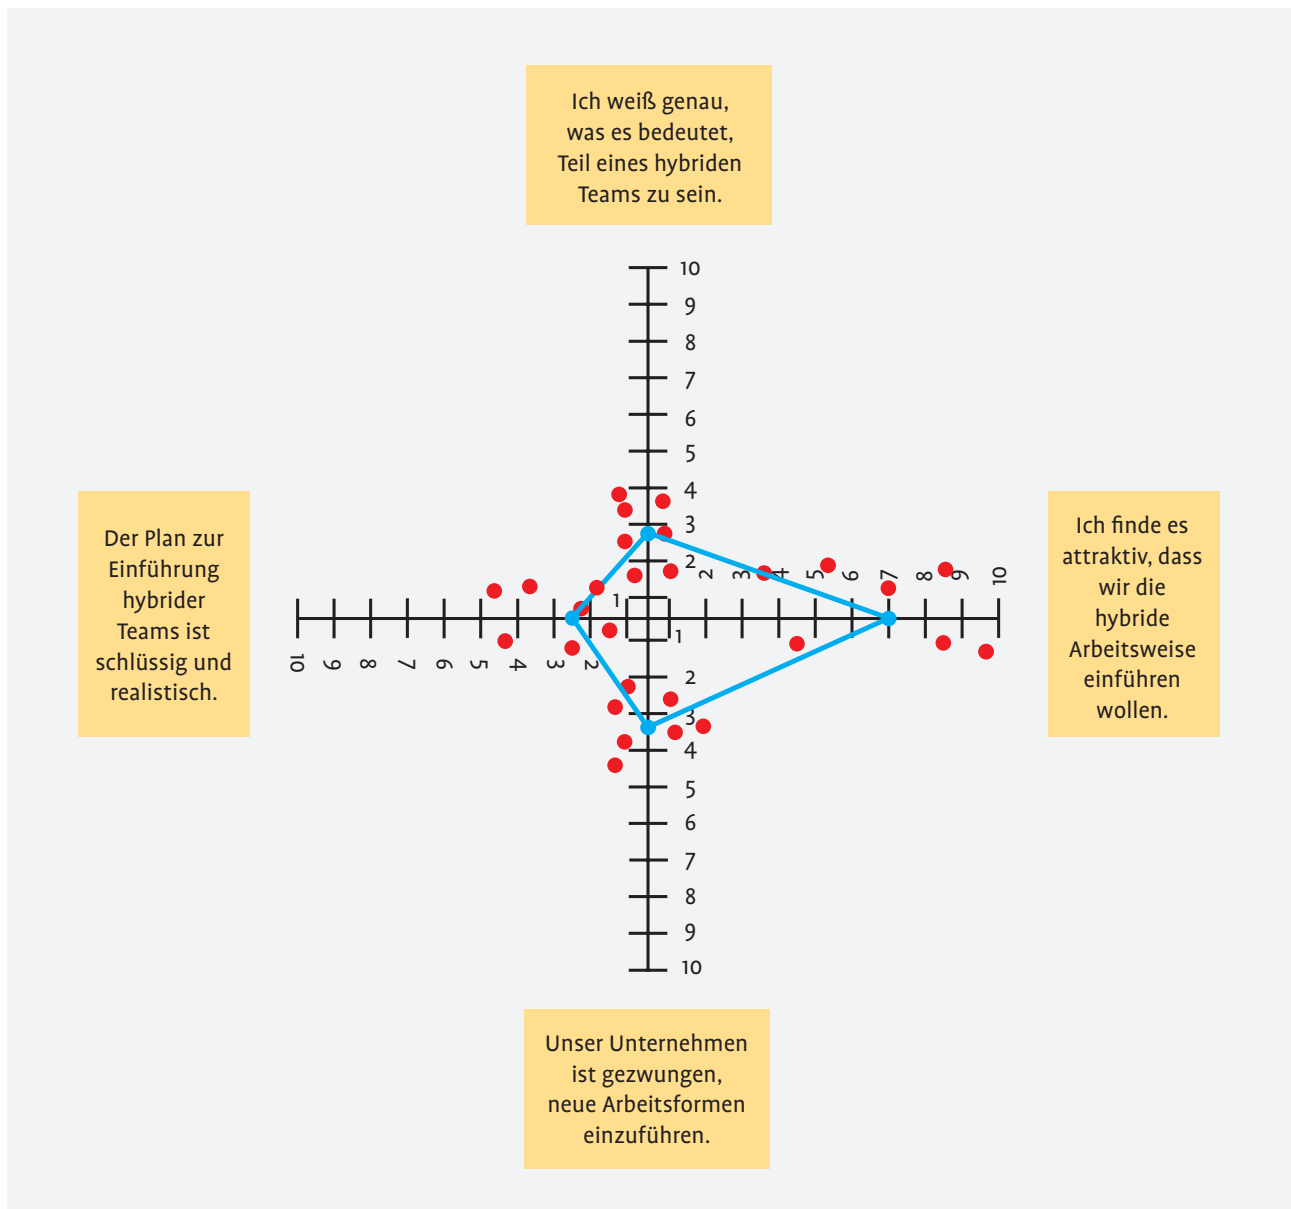 Ich weiß genau,
was es bedeutet,
Teil eines hybriden
Teams zu sein.
10
9
8
7
6
5
4
3
2
1
Der Plan zur
Einführung
hybrider
Teams ist
schlüssig und
realistisch.
10
9
8
7
6
5
4
3
2
2
3
4
5
6
7
8
9
10
Ich finde es
attraktiv, dass
wir die
hybride
Arbeitsweise
einführen
wollen.
1
2
3
4
5
6
7
8
9
10
Unser Unternehmen
ist gezwungen,
neue Arbeitsformen
einzuführen.